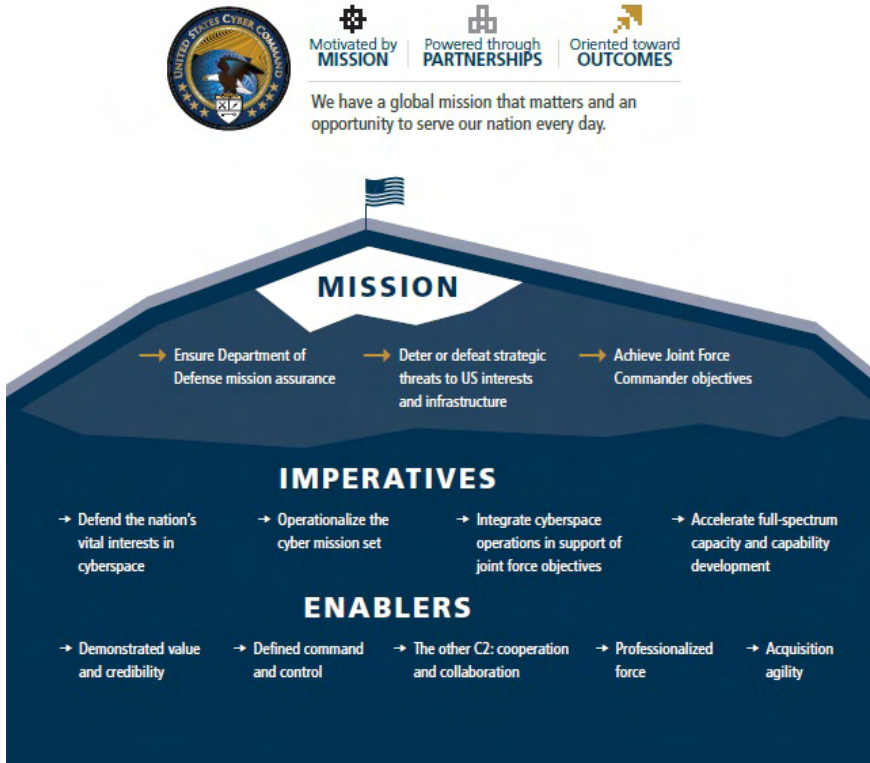 UNITED STATES CYBER COMMAND
Motivated by
MISSION
Powered through
PARTNERSHIPS
Oriented toward
OUTCOMES
We have a global mission that matters and an
opportunity to serve our nation every day.
MISSION
→ Ensure Department of
Defense mission assurance
→ Deter or defeat strategic
threats to US interests
and infrastructure
→ Achieve Joint Force
Commander objectives
IMPERATIVES
→ Defend the nation's
vital interests in
cyberspace
→ Operationalize the
cyber mission set
→ Integrate cyberspace
operations in support of
joint force objectives
→ Accelerate full-spectrum
capacity and capability
development
ENABLERS
→ Demonstrated value
and credibility
→ Defined command
and control
→ The other C2: cooperation
and collaboration
→ Professionalized
force
→ Acquisition
agility